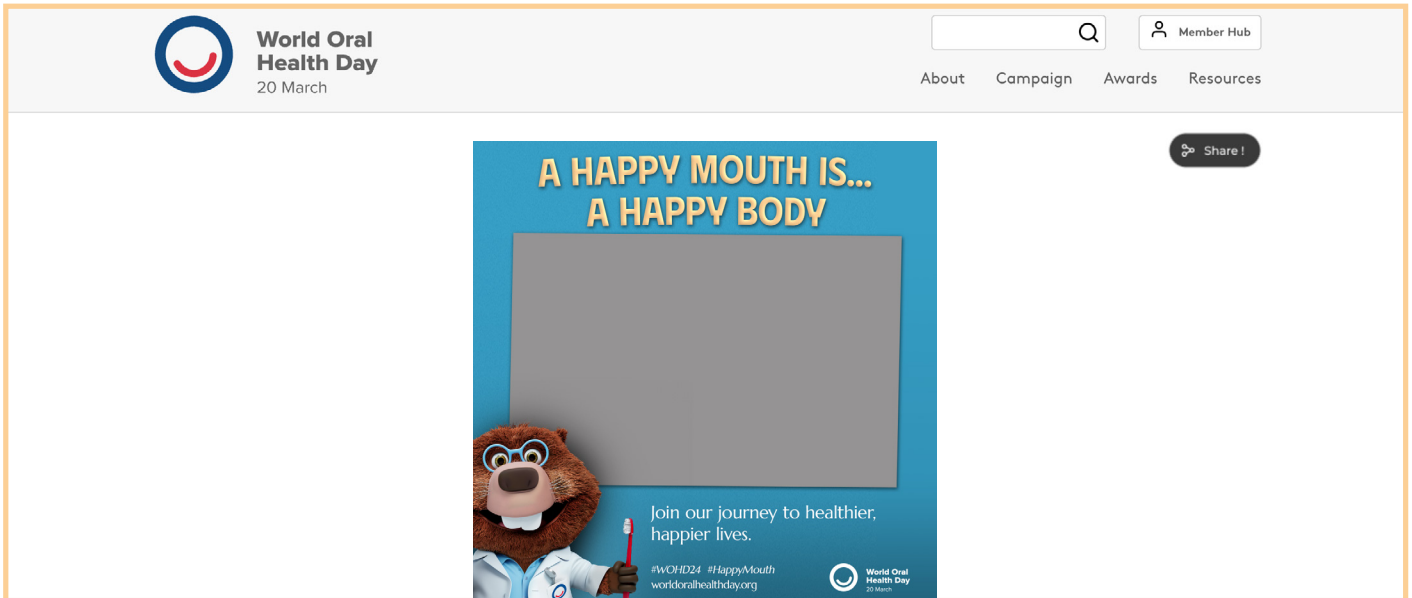 World Oral
Health Day
20 March
Member Hub
About Campaign Awards Resources
Share !
A HAPPY MOUTH IS...
A HAPPY BODY
Join our journey to healthier,
happier lives.
#WOHD24 #HappyMouth
worldoralhealthday.org
World Oral
Health Day
20 March